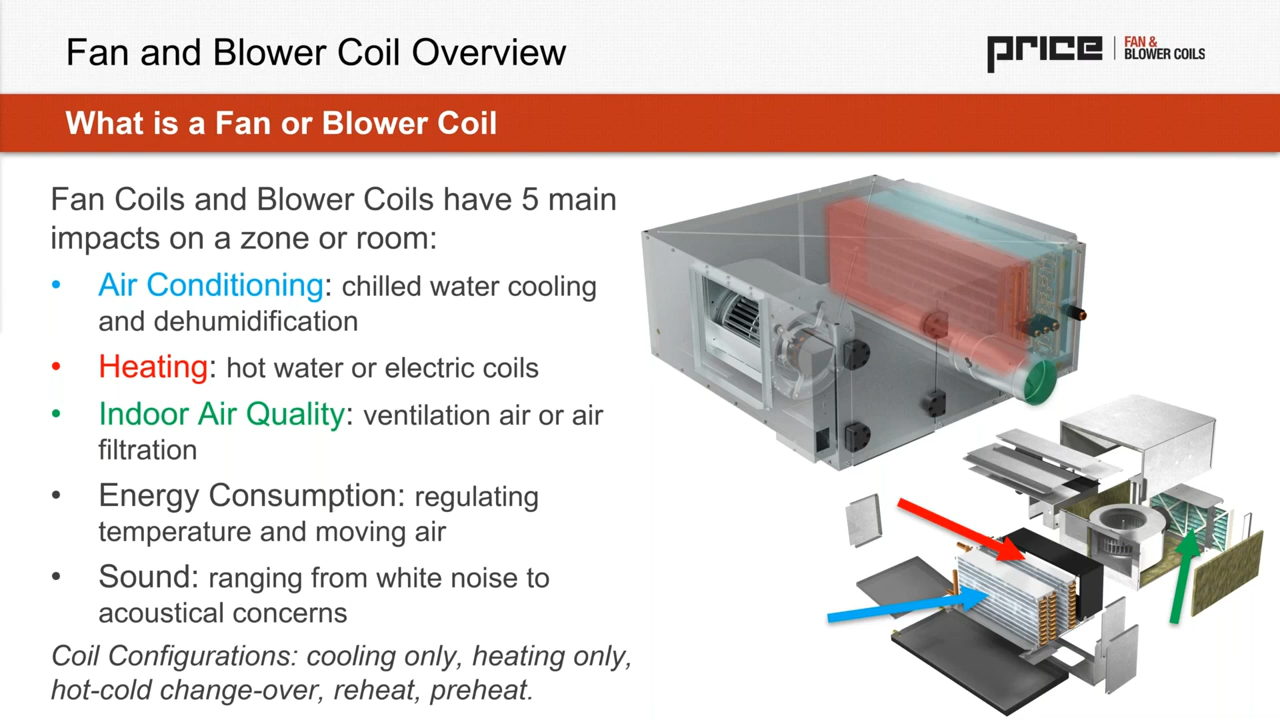 Fan and Blower Coil Overview
PRICE | FAN &
BLOWER COILS
What is a Fan or Blower Coil
Fan Coils and Blower Coils have 5 main
impacts on a zone or room:
• Air Conditioning: chilled water cooling
and dehumidification
• Heating: hot water or electric coils
• Indoor Air Quality: ventilation air or air
filtration
• Energy Consumption: regulating
temperature and moving air
• Sound: ranging from white noise to
acoustical concerns
Coil Configurations: cooling only, heating only,
hot-cold change-over, reheat, preheat.